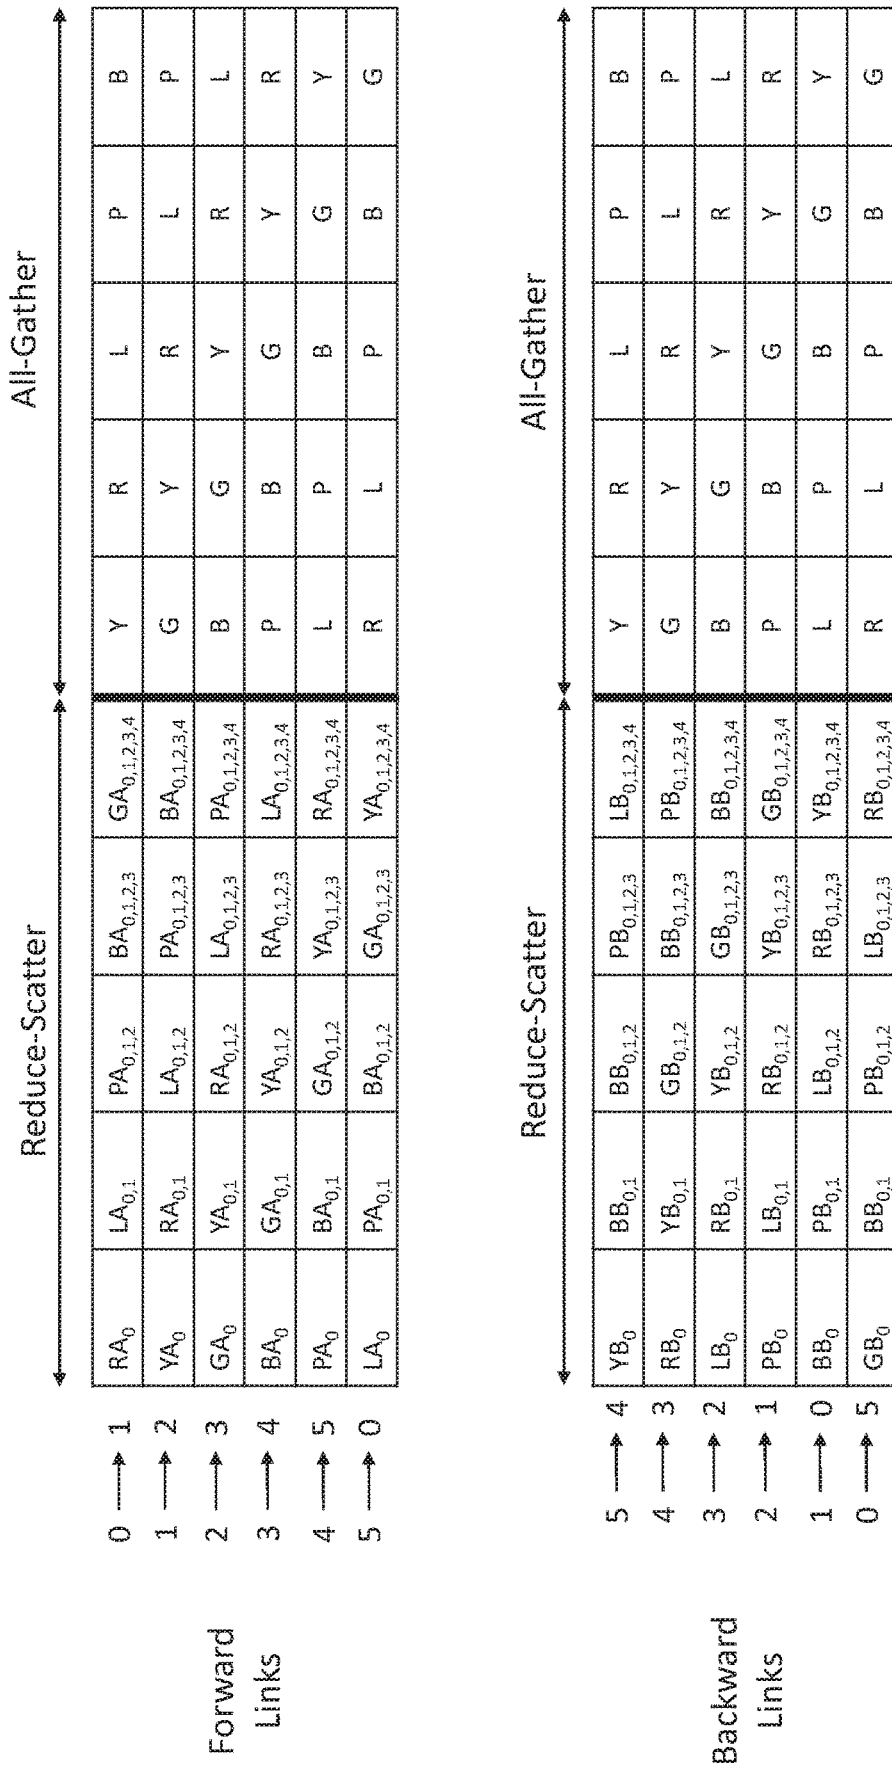 Reduce-Scatter All-Gather
Forward Links
0 → 1 RA0 LA0,1 PA0,1,2 BA0,1,2,3 GA0,1,2,3,4 Y R L P B
1 → 2 YA0 RA0,1 LA0,1,2 PA0,1,2,3 BA0,1,2,3,4 G Y R L P
2 → 3 GA0 YA0,1 RA0,1,2 LA0,1,2,3 PA0,1,2,3,4 B G Y R L
3 → 4 BA0 GA0,1 YA0,1,2 RA0,1,2,3 LA0,1,2,3,4 P B G Y R
4 → 5 PA0 BA0,1 GA0,1,2 YA0,1,2,3 RA0,1,2,3,4 L P B G Y
5 → 0 LA0 PA0,1 BA0,1,2 GA0,1,2,3 YA0,1,2,3,4 R L P B G
Reduce-Scatter All-Gather
Backward Links
5 → 4 YB0 BB0,1 BB0,1,2 PB0,1,2,3 LB0,1,2,3,4 Y R L P B
4 → 3 RB0 YB0,1 GB0,1,2 BB0,1,2,3 PB0,1,2,3,4 G Y R L P
3 → 2 LB0 RB0,1 YB0,1,2 GB0,1,2,3 BB0,1,2,3,4 B G Y R L
2 → 1 PB0 LB0,1 RB0,1,2 YB0,1,2,3 GB0,1,2,3,4 P B G Y R
1 → 0 BB0 PB0,1 LB0,1,2 RB0,1,2,3 YB0,1,2,3,4 L P B G Y
0 → 5 GB0 BB0,1 PB0,1,2 LB0,1,2,3 RB0,1,2,3,4 R L P B G